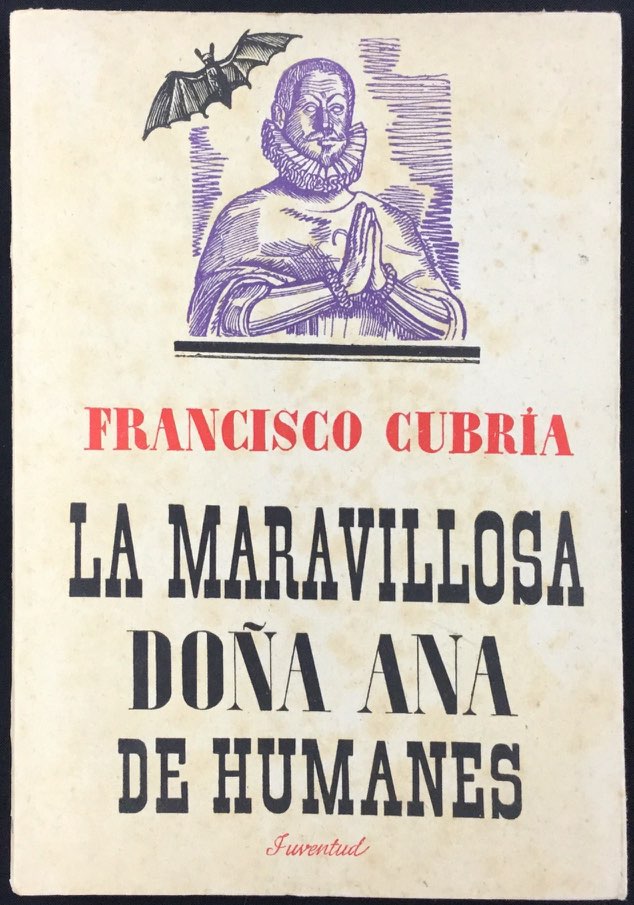 FRANCISCO CUBRÍA
LA MARAVILLOSA
DOÑA ANA
DE HUMANES
Juventud